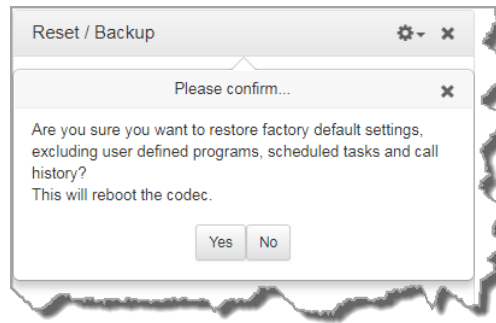 Reset / Backup
Please confirm...
Are you sure you want to restore factory default settings,
excluding user defined programs, scheduled tasks and call
history?
This will reboot the codec.
Yes No